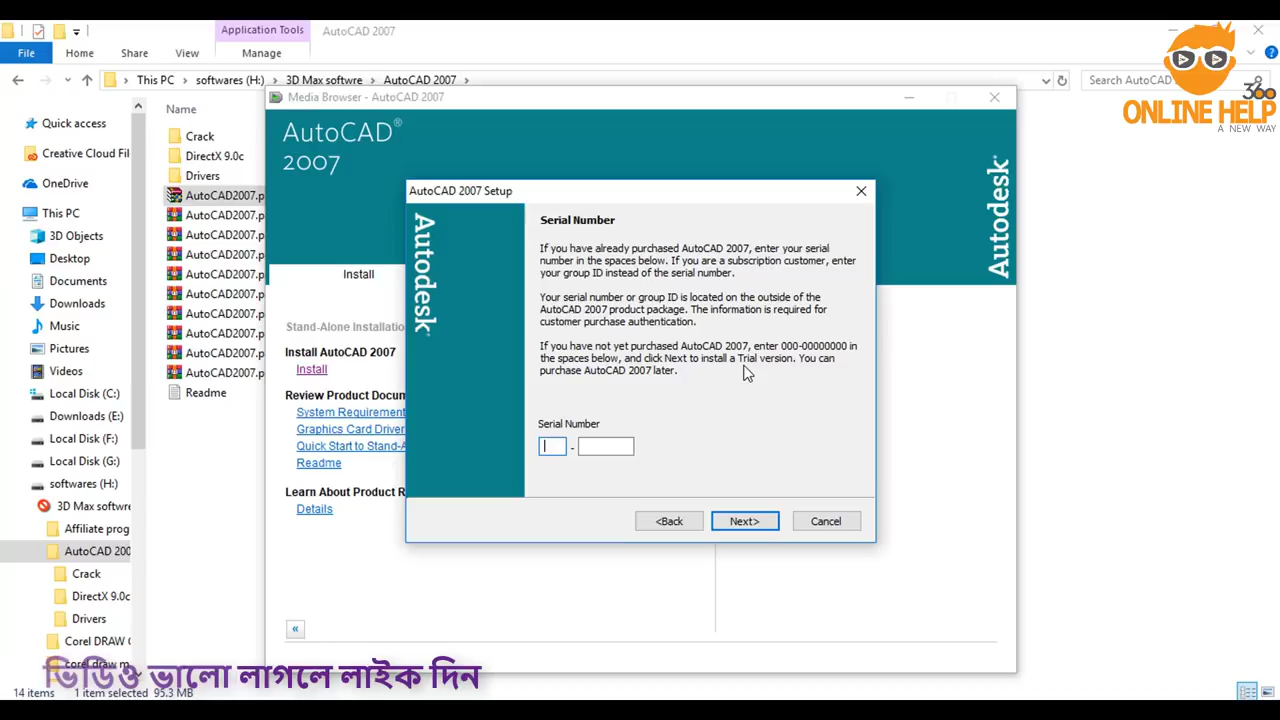 Application Tools
AutoCAD 2007
File
Home
Share
View
Manage
This PC
softwares (H:)
3D Max softwre
AutoCAD 2007
Search AutoCAD
360
ONLINE HELP
A NEW WAY
Quick access
Creative Cloud Fil
OneDrive
This PC
3D Objects
Desktop
Documents
Downloads
Music
Pictures
Videos
Local Disk (C:)
Downloads (E:)
Local Disk (F:)
Local Disk (G:)
softwares (H:)
3D Max softwre
Affiliate prog
AutoCAD 200
Crack
DirectX 9.0c
Drivers
Corel DRAW
corel draw m
14 items
1 item selected 95.3 MB
Name
Crack
DirectX 9.0c
Drivers
AutoCAD2007.p
AutoCAD2007.p
AutoCAD2007.p
AutoCAD2007.p
AutoCAD2007.p
AutoCAD2007.p
AutoCAD2007.p
AutoCAD2007.p
AutoCAD2007.p
AutoCAD2007.p
Readme
Media Browser - AutoCAD 2007
AutoCAD®
2007
Autodesk®
Install
Stand-Alone Installatio
Install AutoCAD 2007
Install
Review Product Docum
System Requirement
Graphics Card Driver
Quick Start to Stand-A
Readme
Learn About Product R
Details
«
AutoCAD 2007 Setup
Autodesk
Serial Number
If you have already purchased AutoCAD 2007, enter your serial
number in the spaces below. If you are a subscription customer, enter
your group ID instead of the serial number.
Your serial number or group ID is located on the outside of the
AutoCAD 2007 product package. The information is required for
customer purchase authentication.
If you have not yet purchased AutoCAD 2007, enter 000-00000000 in
the spaces below, and click Next to install a Trial version. You can
purchase AutoCAD 2007 later.
Serial Number
-
<Back
Next>
Cancel
ভিডিও ভালো লাগলে লাইক দিন